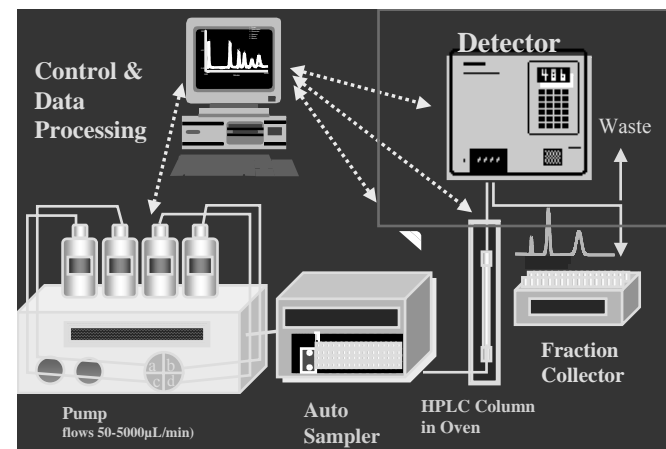 Detector
Control &
Data
Processing
486
Waste
a b
c d
Fraction
Collector
Pump
flows 50-5000µL/min)
Auto
Sampler
HPLC Column
in Oven